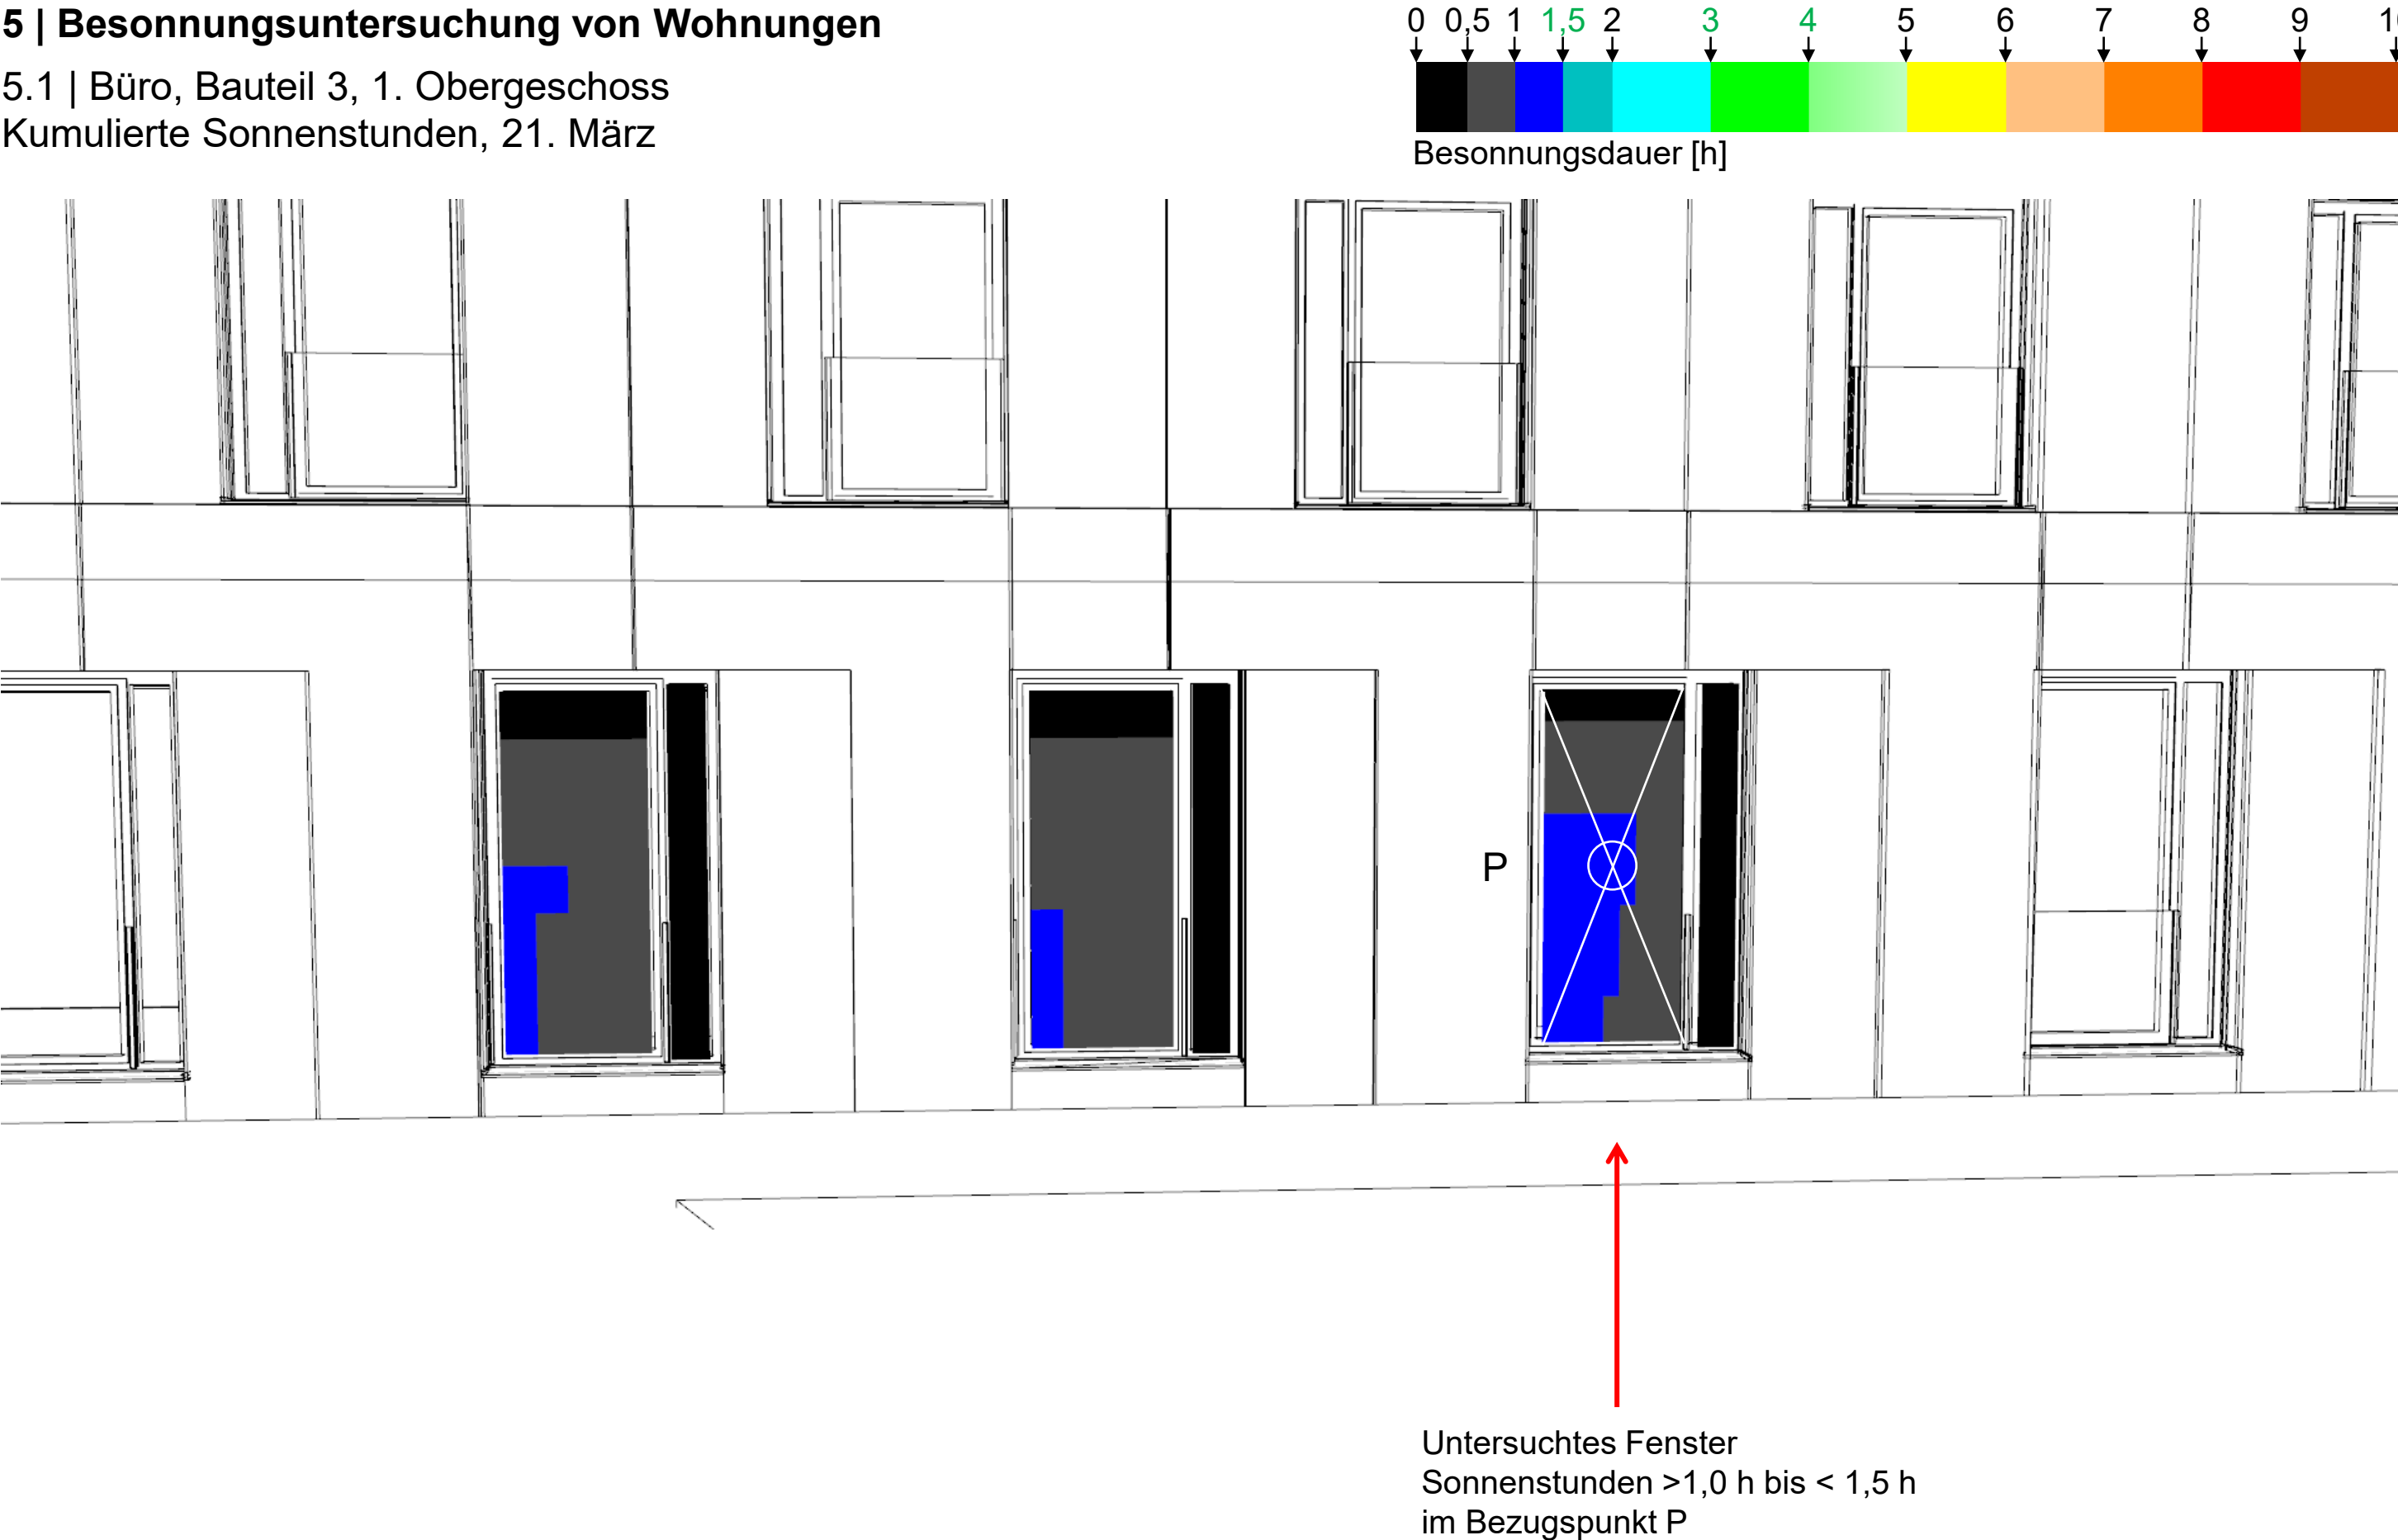 5 | Besonnungsuntersuchung von Wohnungen
5.1 | Büro, Bauteil 3, 1. Obergeschoss
Kumulierte Sonnenstunden, 21. März
0 0,5 1 1,5 2 3 4 5 6 7 8 9
Besonnungsdauer [h]
P
Untersuchtes Fenster
Sonnenstunden >1,0 h bis < 1,5 h
im Bezugspunkt P